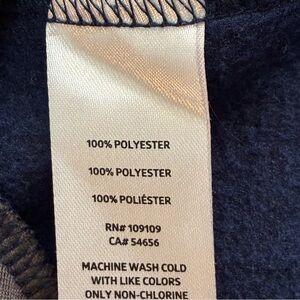 100% POLYESTER
100% POLYESTER
100% POLIÉSTER
RN# 109109
CA# 54656
MACHINE WASH COLD
WITH LIKE COLORS
ONLY NON-CHLORINE